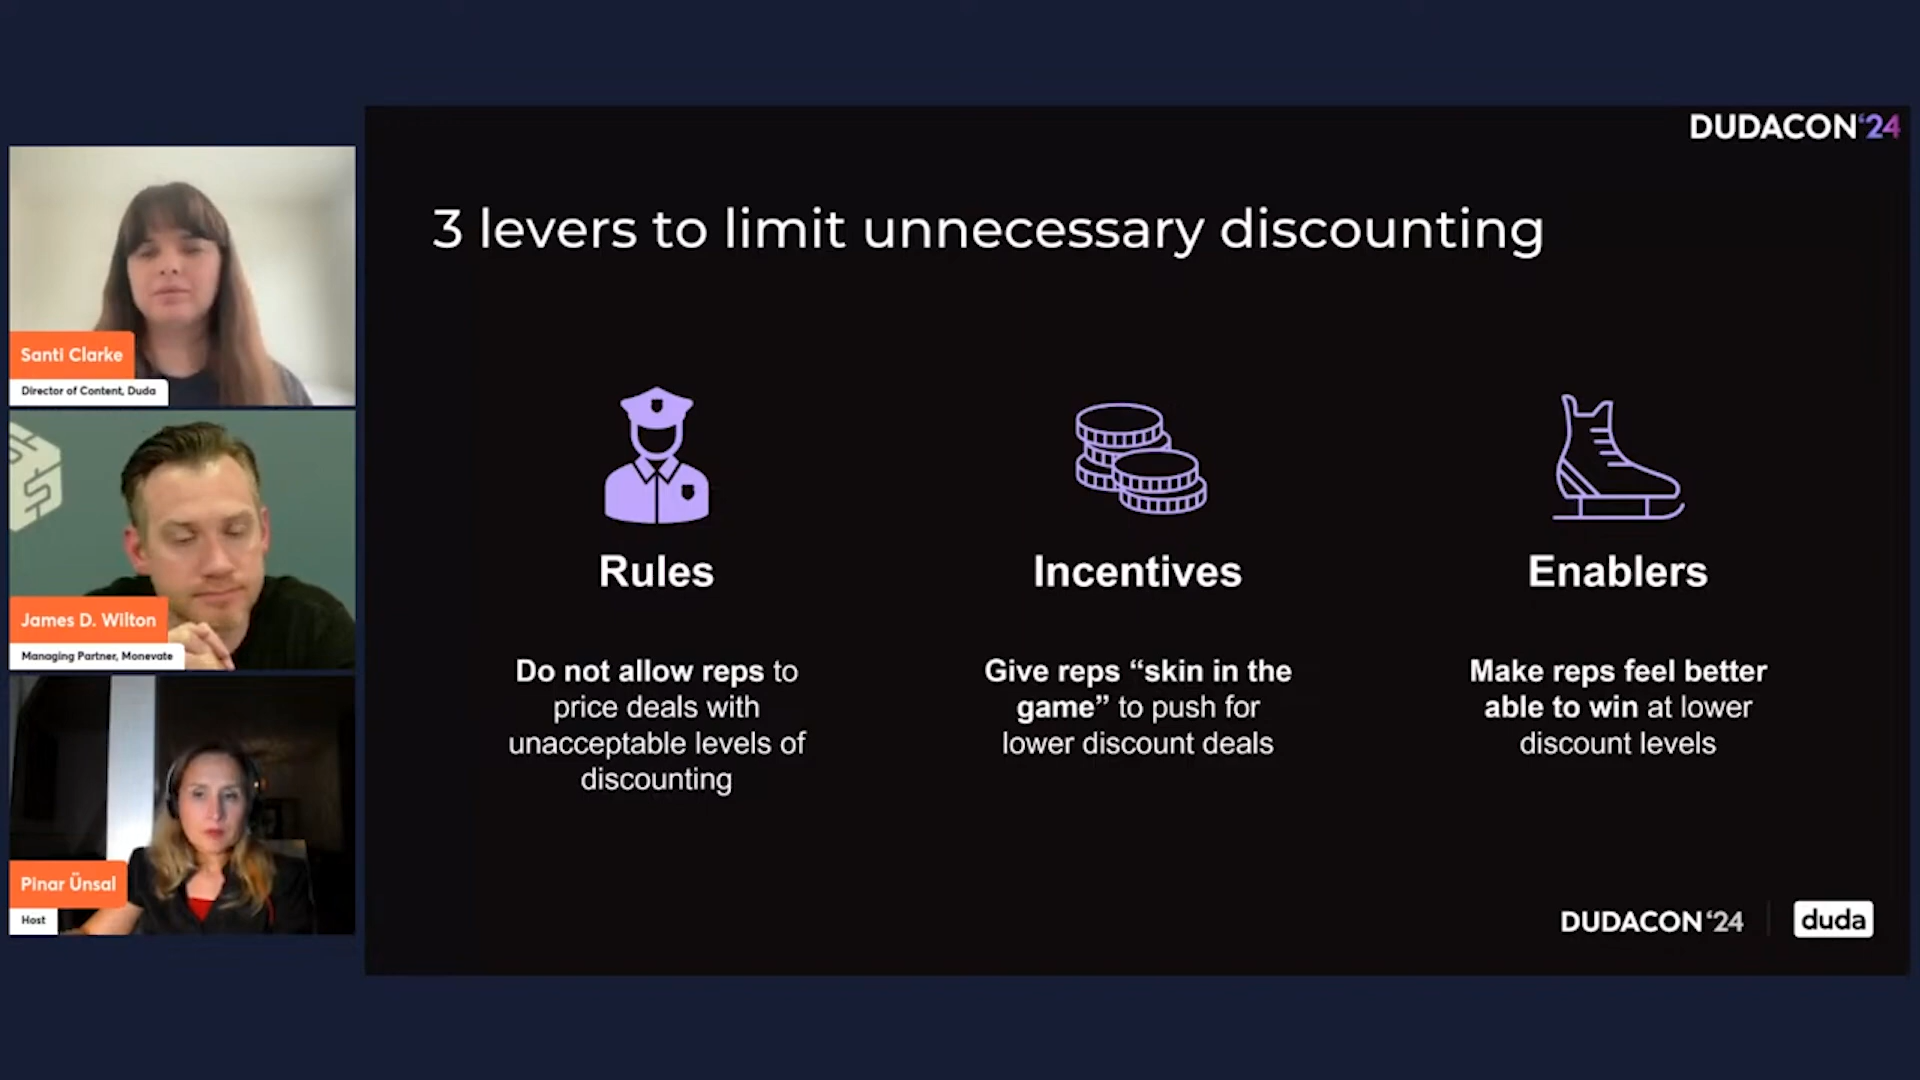 DUDACON‘24
3 levers to limit unnecessary discounting
Rules
Do not allow reps to
price deals with
unacceptable levels of
discounting
Incentives
Give reps “skin in the
game” to push for
lower discount deals
Enablers
Make reps feel better
able to win at lower
discount levels
Santi Clarke
Director of Content, Duda
James D. Wilton
Managing Partner, Monevate
Pinar Ünsal
Host
DUDACON‘24
duda